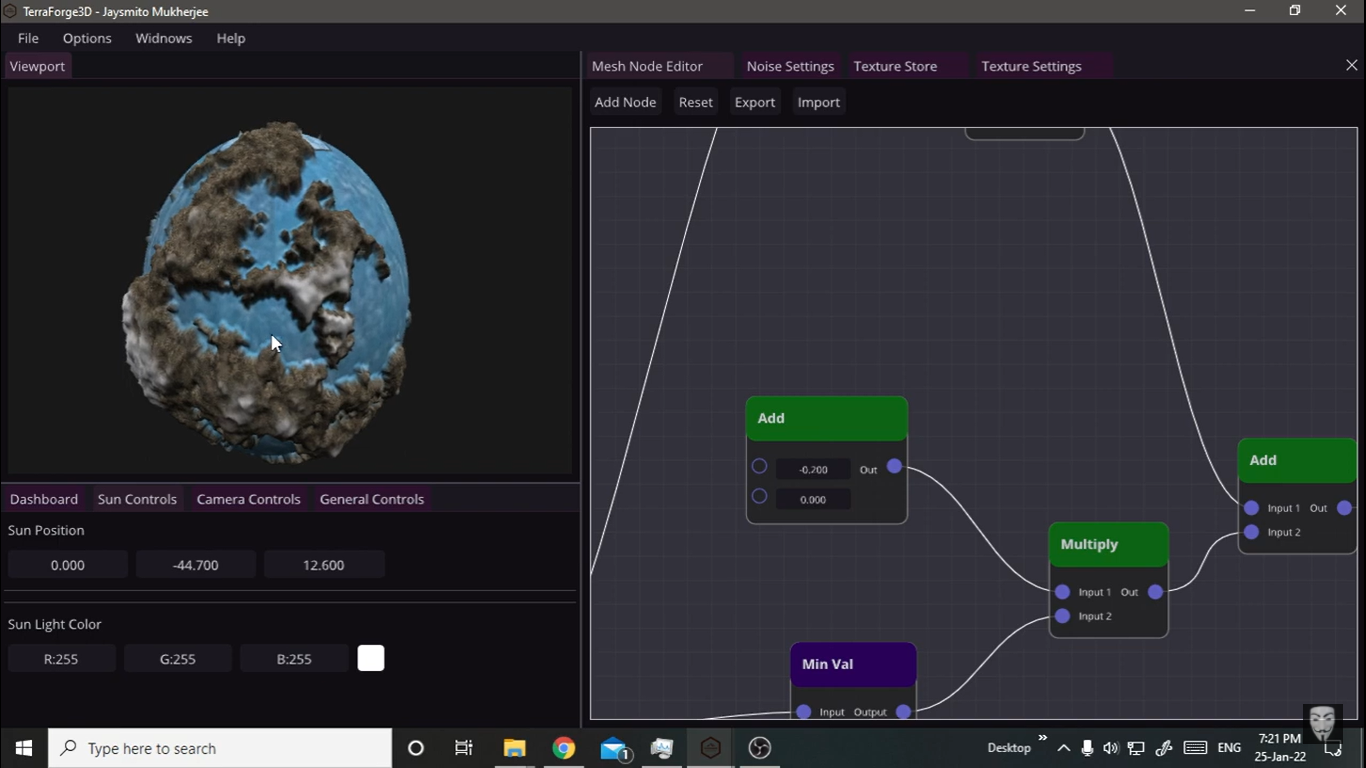 TerraForge3D - Jaysmito Mukherjee
File Options Widnows Help
Viewport
Mesh Node Editor Noise Settings Texture Store Texture Settings
Add Node Reset Export Import
Add
-0.200 Out
0.000
Add
Input 1 Out
Input 2
Multiply
Input 1 Out
Input 2
Min Val
Input Output
Dashboard Sun Controls Camera Controls General Controls
Sun Position
0.000 -44.700 12.600
Sun Light Color
R:255 G:255 B:255
Type here to search
1
Desktop
ENG
7:21 PM
25-Jan-22